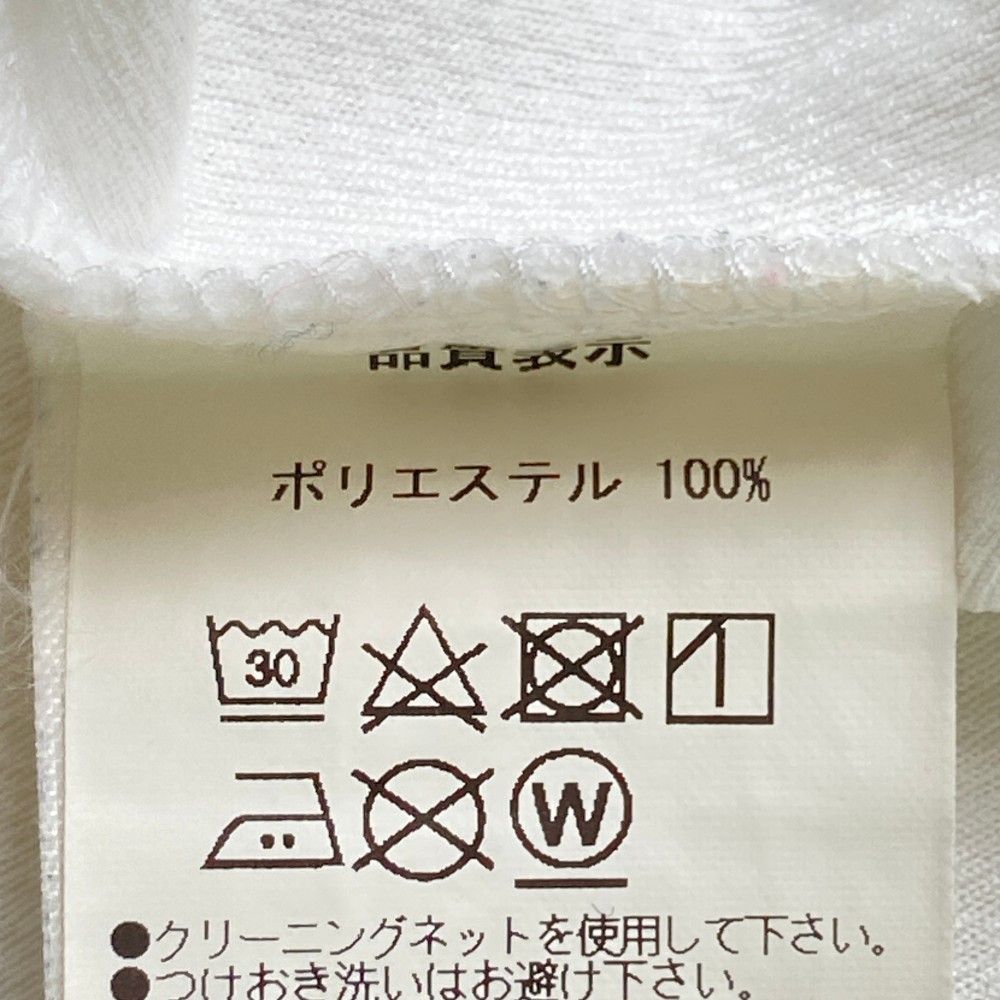 品質表示
ポリエステル 100%
30
W
●クリーニングネットを使用して下さい。
●つけおき洗いはお避け下さい。